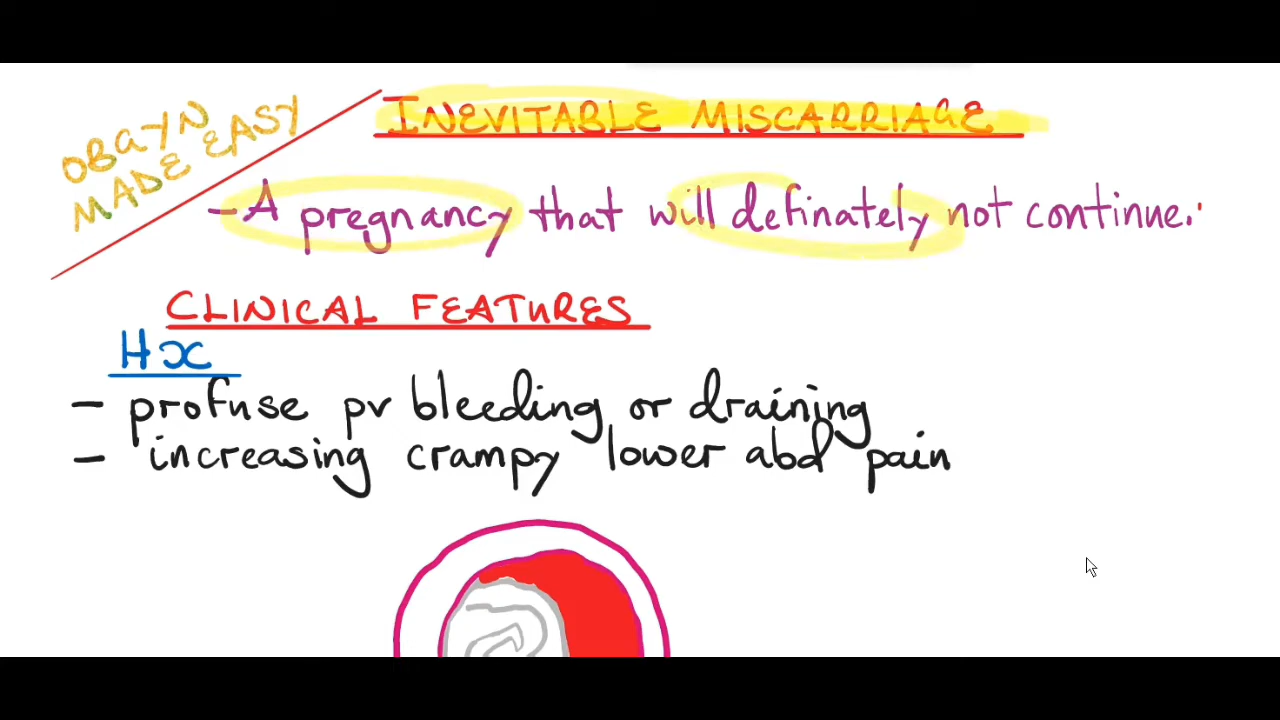 OBGYN
MADE EASY
INEVITABLE MISCARRIAGE
- A pregnancy that will definately not continue.
CLINICAL FEATURES
Hx
- profuse pv bleeding or draining
- increasing crampy lower abd pain